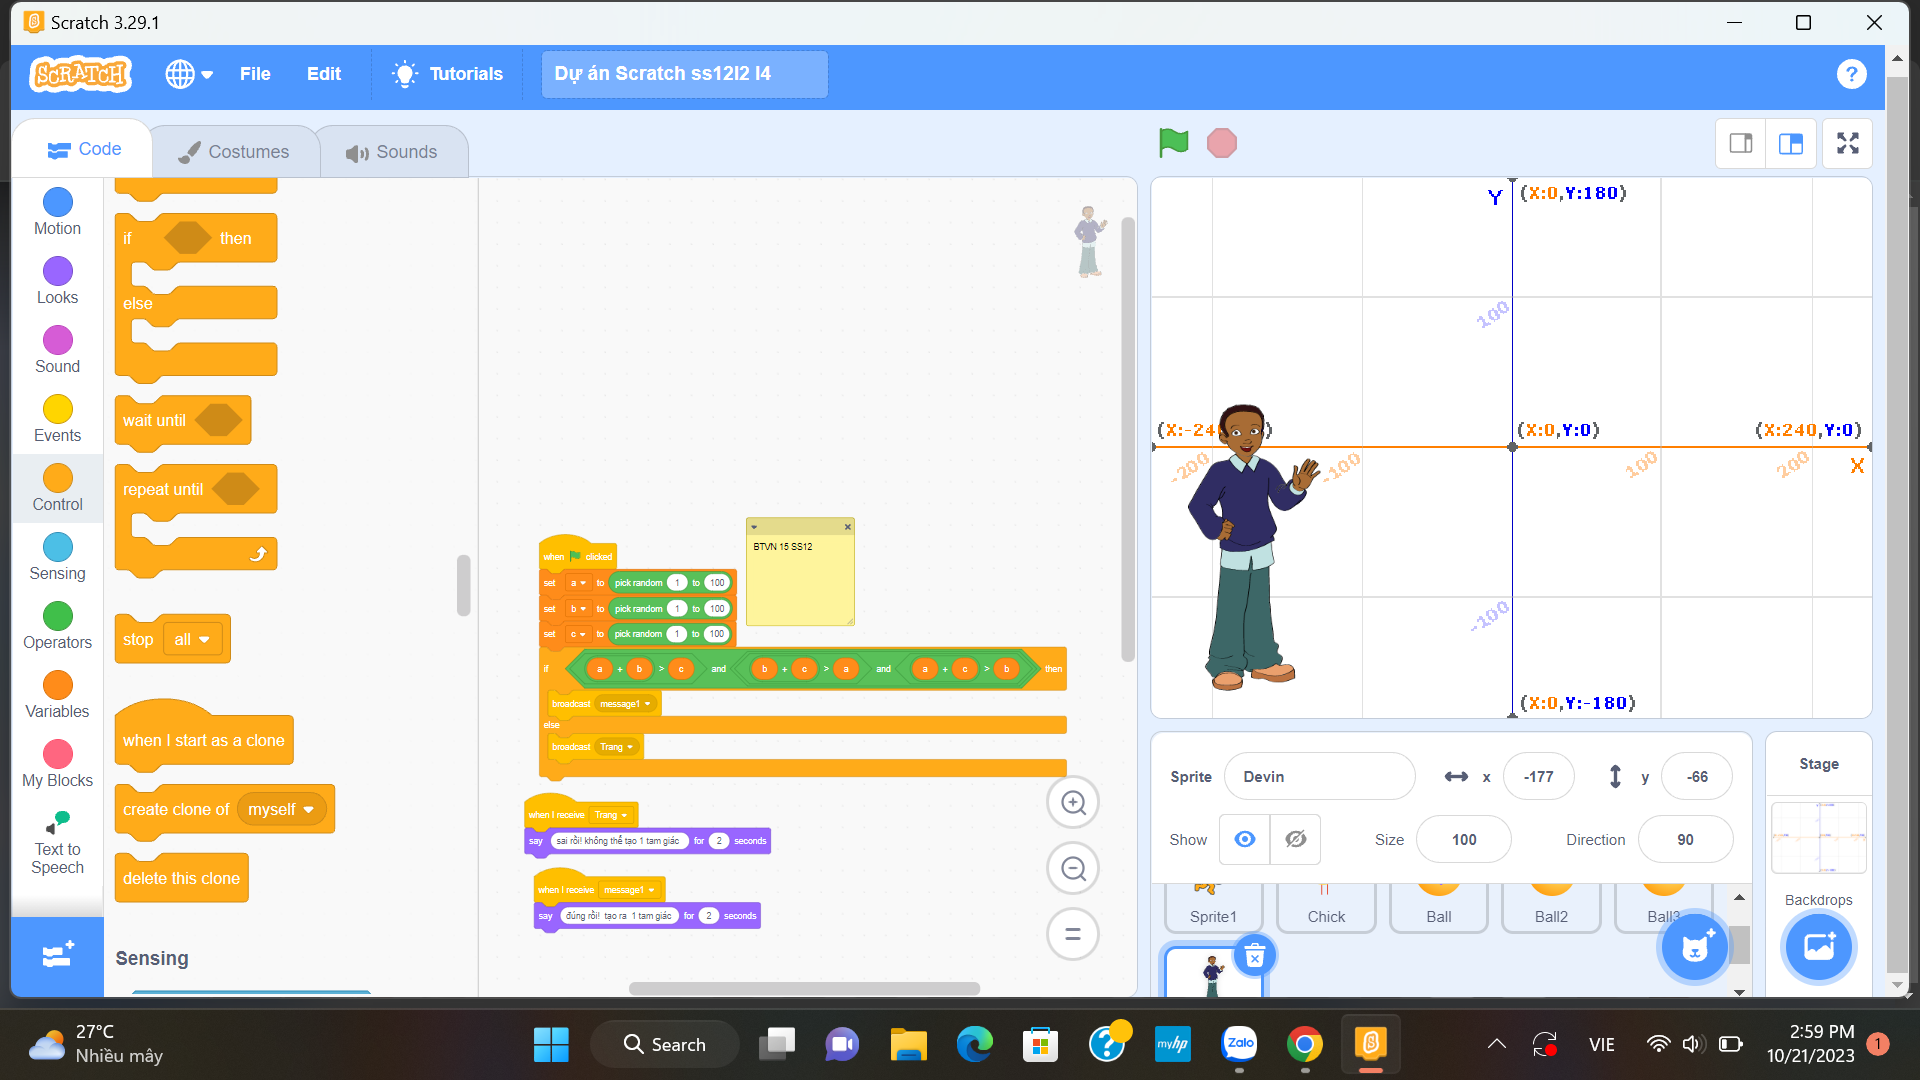 Scratch 3.29.1
SCRATCH
File
Edit
Tutorials
Dự án Scratch ss12l2 l4
?
Code
Costumes
Sounds
Motion
Looks
Sound
Events
Control
Sensing
Operators
Variables
My Blocks
Text to
Speech
if then
else
wait until
repeat until
stop all
when I start as a clone
create clone of myself
delete this clone
Sensing
when clicked
set a to pick random 1 to 100
set b to pick random 1 to 100
set c to pick random 1 to 100
if a + b > c and b + c > a and a + c > b then
broadcast message1
else
broadcast Trang
BTVN 15 SS12
when I receive Trang
say sai rồi! không thể tạo 1 tam giác for 2 seconds
when I receive message1
say đúng rồi! tạo ra 1 tam giác for 2 seconds
Y
(X:0,Y:180)
100
(X:-24 )
(X:0,Y:0)
(X:240,Y:0)
-200
-100
100
200
X
-100
(X:0,Y:-180)
Sprite Devin x -177 y -66
Show Size 100 Direction 90
Sprite1
Chick
Ball
Ball2
Ball3
Stage
Backdrops
27°C
Nhiều mây
Search
myhp
Zalo
VIE
2:59 PM
10/21/2023
1